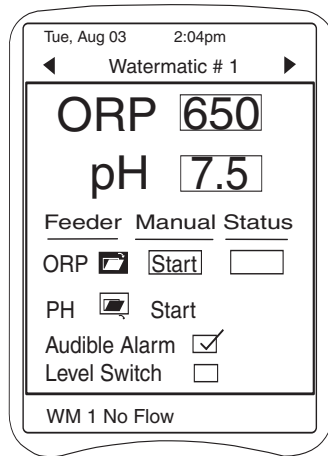 Tue, Aug 03 2:04pm
Watermatic # 1
ORP 650
pH 7.5
Feeder Manual Status
ORP Start
PH Start
Audible Alarm
Level Switch
WM 1 No Flow